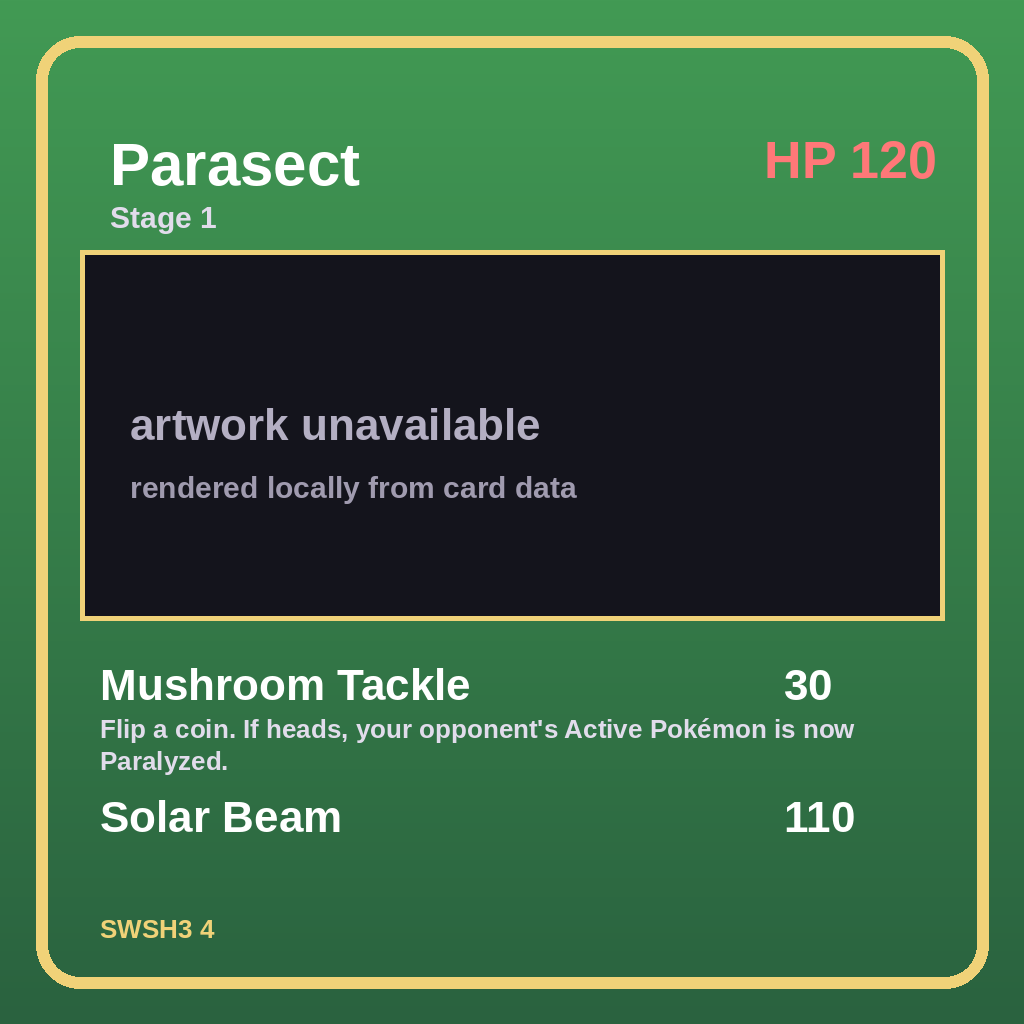 Parasect
HP 120
Stage 1
artwork unavailable
rendered locally from card data
Mushroom Tackle
30
Flip a coin. If heads, your opponent's Active Pokémon is now
Paralyzed.
Solar Beam
110
SWSH3 4